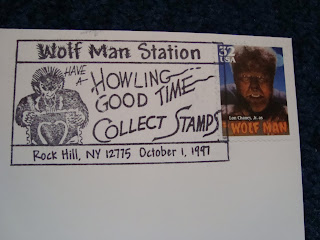 Wolf Man Station
HAVE
A
HOWLING
GOOD TIME
COLLECT STAMPS
Rock Hill, NY 12775 October 1, 1997
32
USA
Lon Chaney, Jr. as
WOLF MAN